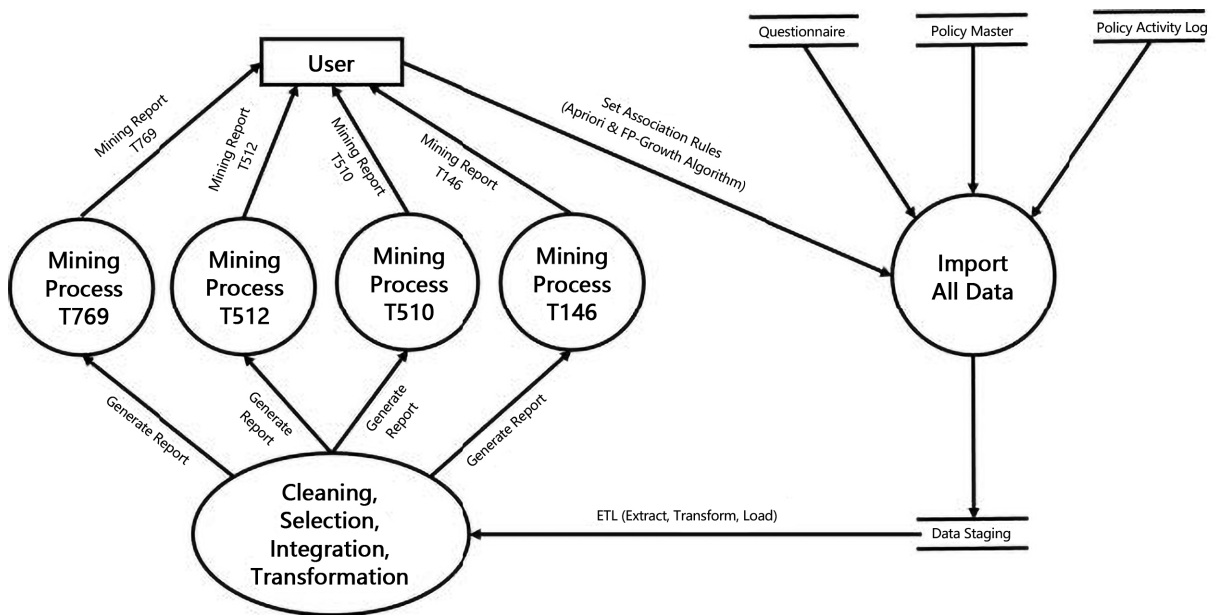 Questionnaire
Policy Master
Policy Activity Log
User
Mining Report
T769
Mining Report
T512
Mining Report
T510
Mining Report
T146
Set Association Rules
(Apriori & FP-Growth Algorithm)
Mining
Process
T769
Mining
Process
T512
Mining
Process
T510
Mining
Process
T146
Import
All Data
Generate Report
Generate
Report
Generate
Report
Generate Report
Cleaning,
Selection,
Integration,
Transformation
ETL (Extract, Transform, Load)
Data Staging